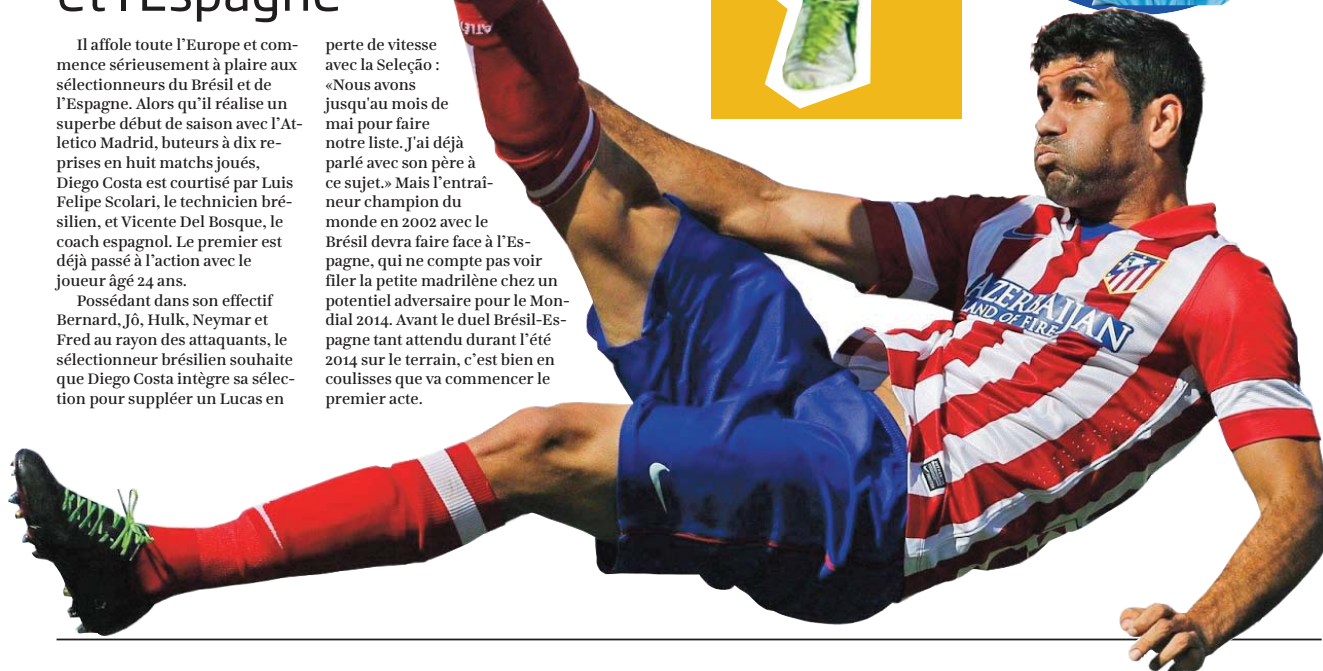 et l'Espagne
Il affole toute l'Europe et com-
mence sérieusement à plaire aux
sélectionneurs du Brésil et de
l'Espagne. Alors qu'il réalise un
superbe début de saison avec l'At-
letico Madrid, buteurs à dix re-
prises en huit matchs joués,
Diego Costa est courtisé par Luis
Felipe Scolari, le technicien bré-
silien, et Vicente Del Bosque, le
coach espagnol. Le premier est
déjà passé à l'action avec le
joueur âgé 24 ans.
Possédant dans son effectif
Bernard, Jô, Hulk, Neymar et
Fred au rayon des attaquants, le
sélectionneur brésilien souhaite
que Diego Costa intègre sa sélec-
tion pour suppléer un Lucas en
perte de vitesse
avec la Seleção :
«Nous avons
jusqu'au mois de
mai pour faire
notre liste. J'ai déjà
parlé avec son père à
ce sujet.» Mais l'entraî-
neur champion du
monde en 2002 avec le
Brésil devra faire face à l'Es-
pagne, qui ne compte pas voir
filer la petite madrilène chez un
potentiel adversaire pour le Mon-
dial 2014. Avant le duel Brésil-Es-
pagne tant attendu durant l'été
2014 sur le terrain, c'est bien en
coulisses que va commencer le
premier acte.
AZERBAIJAN
LAND OF FIRE